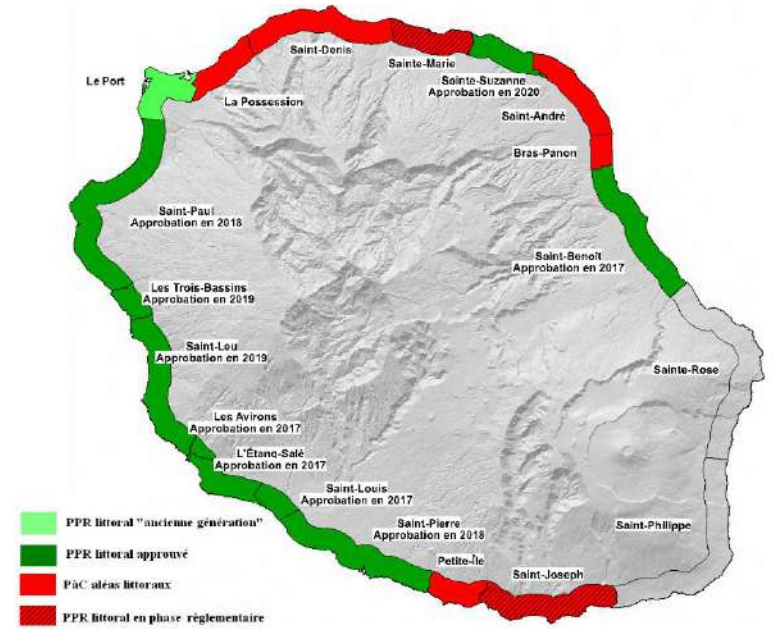 Saint-Denis
Sainte-Marie
Le Port
Sainte-Suzanne
Approbation en 2020
La Possession
Saint-André
Bras-Panon
Saint-Paul
Approbation en 2018
Saint-Benoît
Approbation en 2017
Les Trois-Bassins
Approbation en 2019
Saint-Leu
Approbation en 2019
Sainte-Rose
Les Avirons
Approbation en 2017
L'Étang-Salé
Approbation en 2017
Saint-Louis
Approbation en 2017
Saint-Pierre
Approbation en 2018
Saint-Philippe
Petite-Île
Saint-Joseph
PPR littoral "ancienne génération"
PPR littoral approuvé
PàC aléas littoraux
PPR littoral en phase réglementaire